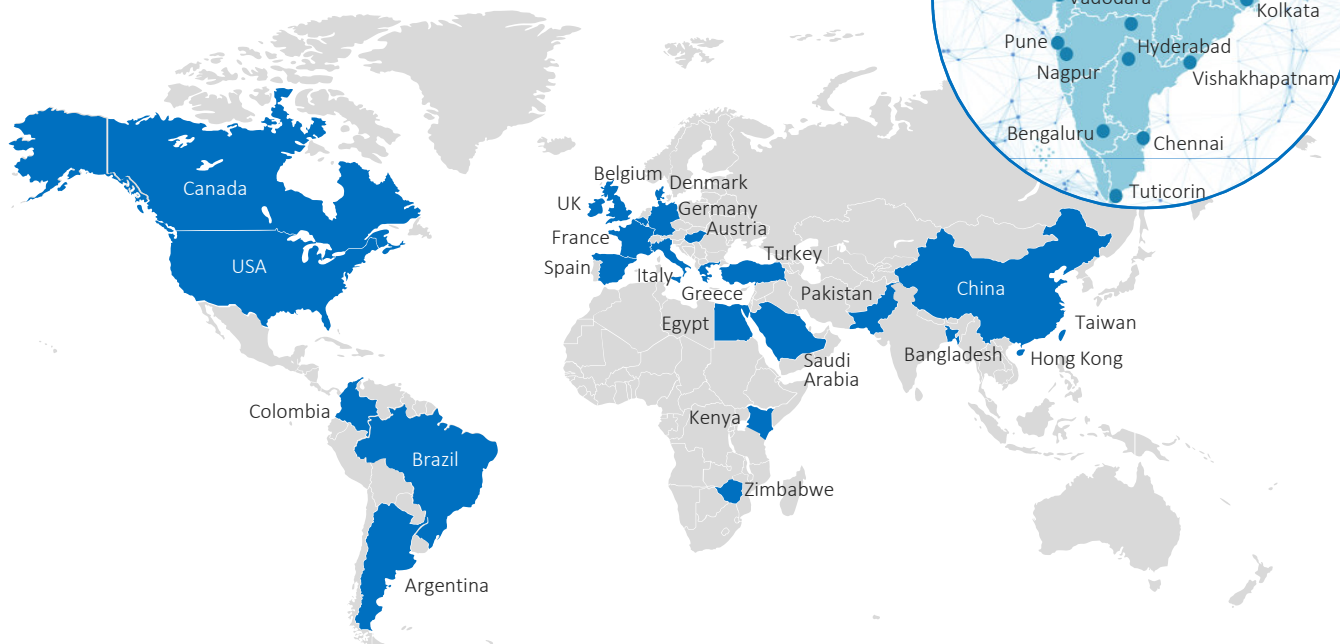 Vadodara
Kolkata
Pune
Hyderabad
Nagpur
Vishakhapatnam
Bengaluru
Chennai
Tuticorin
Canada
USA
Belgium
Denmark
UK
Germany
Austria
France
Turkey
Spain
Italy
Greece
Pakistan
China
Egypt
Taiwan
Bangladesh
Hong Kong
Saudi
Arabia
Colombia
Kenya
Brazil
Zimbabwe
Argentina